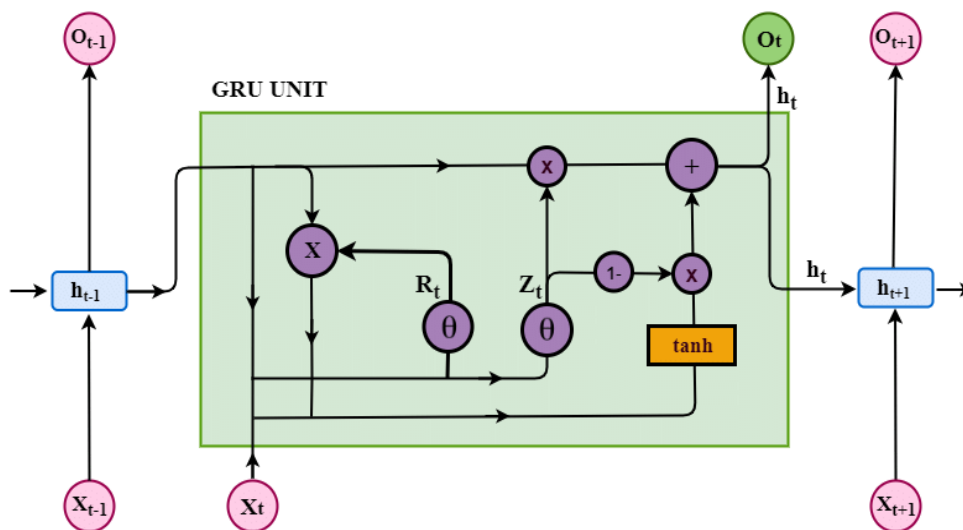 Ot-1
Ot
Ot+1
GRU UNIT
ht
X
+
X
Rt
Zt
1-
X
ht
ht-1
ht+1
θ
θ
tanh
Xt-1
Xt
Xt+1